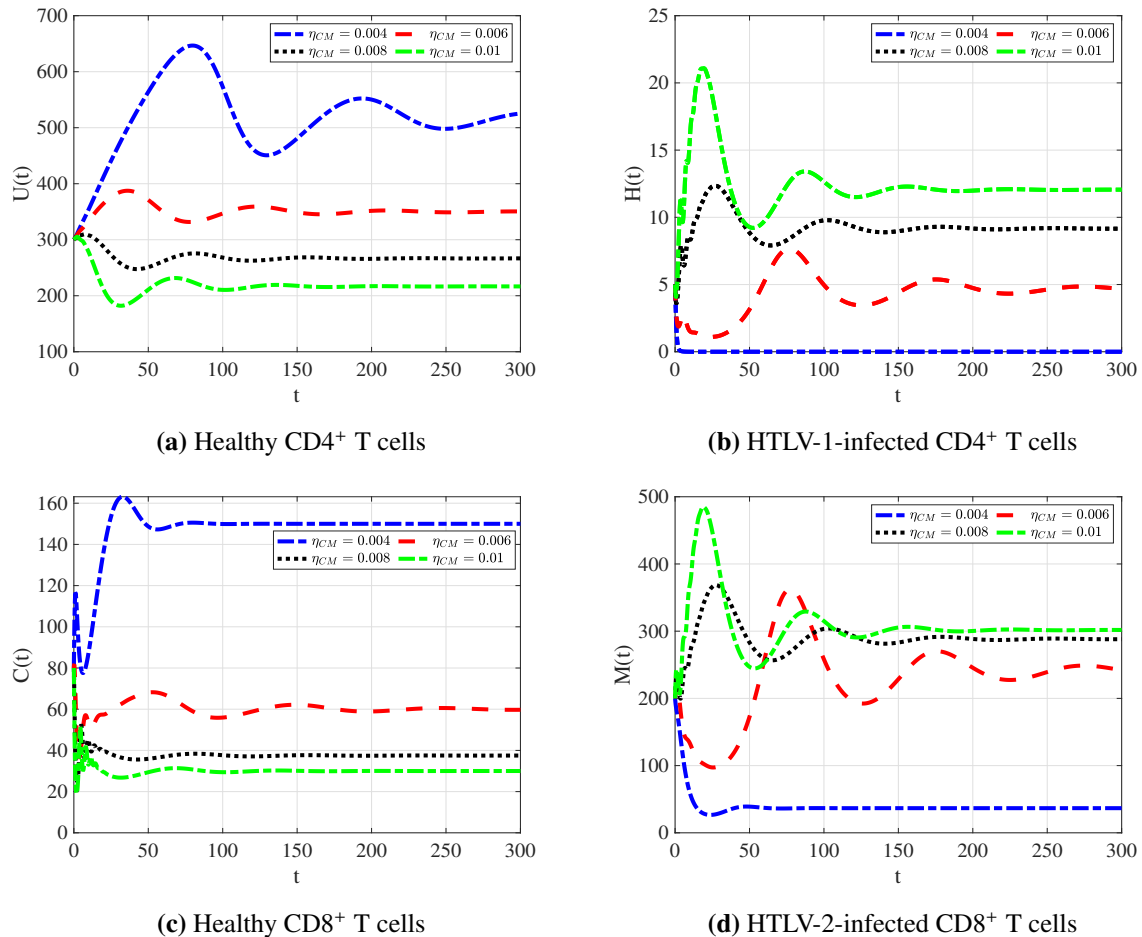 700
600
500
400
300
200
100
U(t)
0 50 100 150 200 250 300
t
η_CM = 0.004 η_CM = 0.006
η_CM = 0.008 η_CM = 0.01
(a) Healthy CD4⁺ T cells
25
20
15
10
5
0
H(t)
0 50 100 150 200 250 300
t
η_CM = 0.004 η_CM = 0.006
η_CM = 0.008 η_CM = 0.01
(b) HTLV-1-infected CD4⁺ T cells
160
140
120
100
80
60
40
20
0
C(t)
0 50 100 150 200 250 300
t
η_CM = 0.004 η_CM = 0.006
η_CM = 0.008 η_CM = 0.01
(c) Healthy CD8⁺ T cells
500
400
300
200
100
0
M(t)
0 50 100 150 200 250 300
t
η_CM = 0.004 η_CM = 0.006
η_CM = 0.008 η_CM = 0.01
(d) HTLV-2-infected CD8⁺ T cells